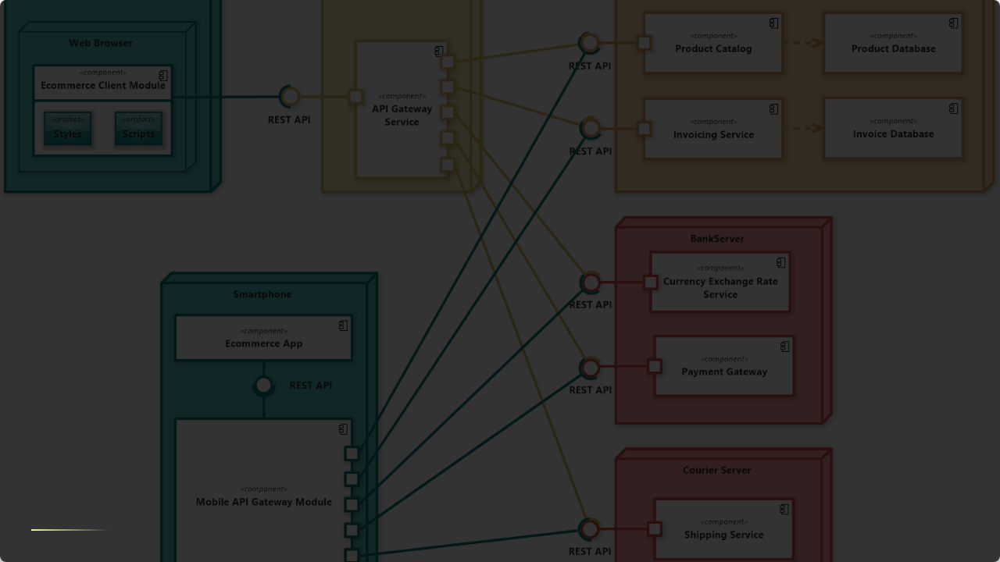 Web Browser
«component»
Ecommerce Client Module
«artifact»
Styles
«artifact»
Scripts
REST API
«component»
API Gateway
Service
REST API
«component»
Product Catalog
«component»
Product Database
REST API
«component»
Invoicing Service
«component»
Invoice Database
BankServer
«component»
Currency Exchange Rate
Service
REST API
«component»
Payment Gateway
REST API
Smartphone
«component»
Ecommerce App
REST API
«component»
Mobile API Gateway Module
Courier Server
«component»
Shipping Service
REST API